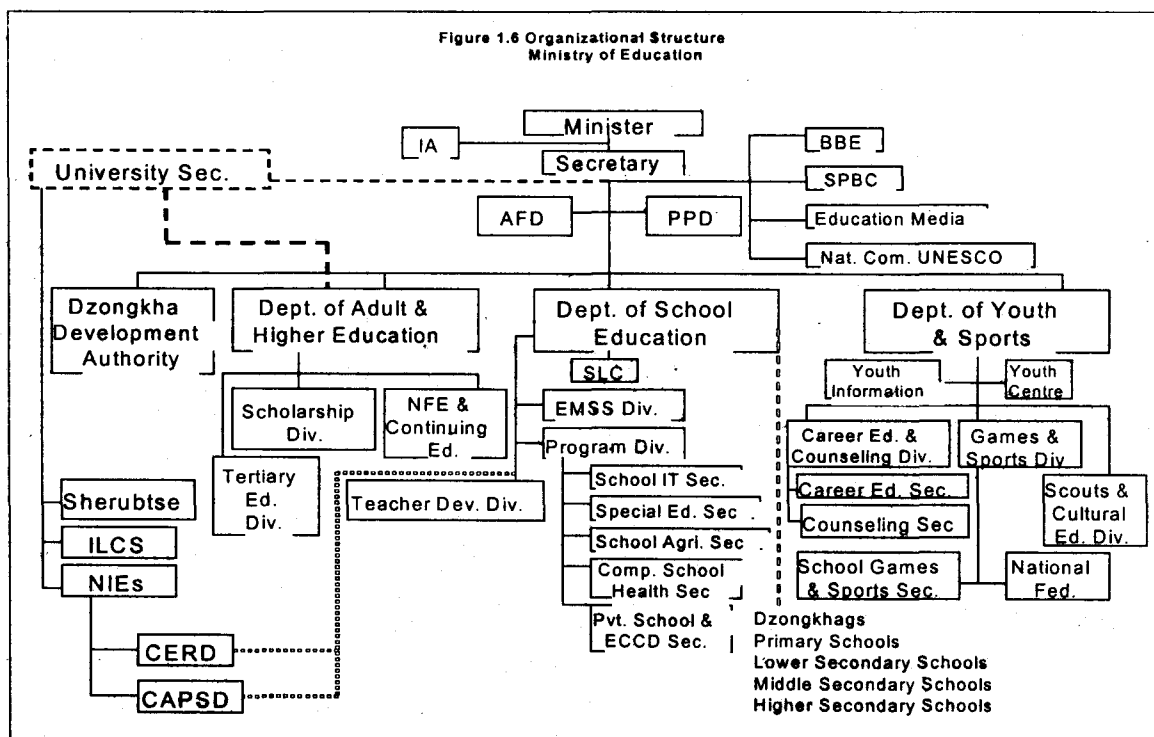 Figure 1.6 Organizational Structure
Ministry of Education
Minister
IA
Secretary
BBE
University Sec.
SPBC
AFD
PPD
Education Media
Nat. Com. UNESCO
Dzongkha
Development
Authority
Dept. of Adult &
Higher Education
Dept. of School
Education
Dept. of Youth
& Sports
SLC
Youth
Information
Youth
Centre
Scholarship
Div.
NFE &
Continuing
Ed.
EMSS Div.
Program Div.
Career Ed. &
Counseling Div.
Games &
Sports Div
Tertiary
Ed.
Div.
Teacher Dev. Div.
School IT Sec.
Special Ed. Sec
School Agri. Sec
Comp. School
Health Sec
Pvt. School &
ECCD Sec.
Career Ed. Sec.
Counseling Sec
Scouts &
Cultural
Ed. Div.
School Games
& Sports Sec.
National
Fed.
Sherubtse
ILCS
NIEs
CERD
CAPSD
Dzongkhags
Primary Schools
Lower Secondary Schools
Middle Secondary Schools
Higher Secondary Schools